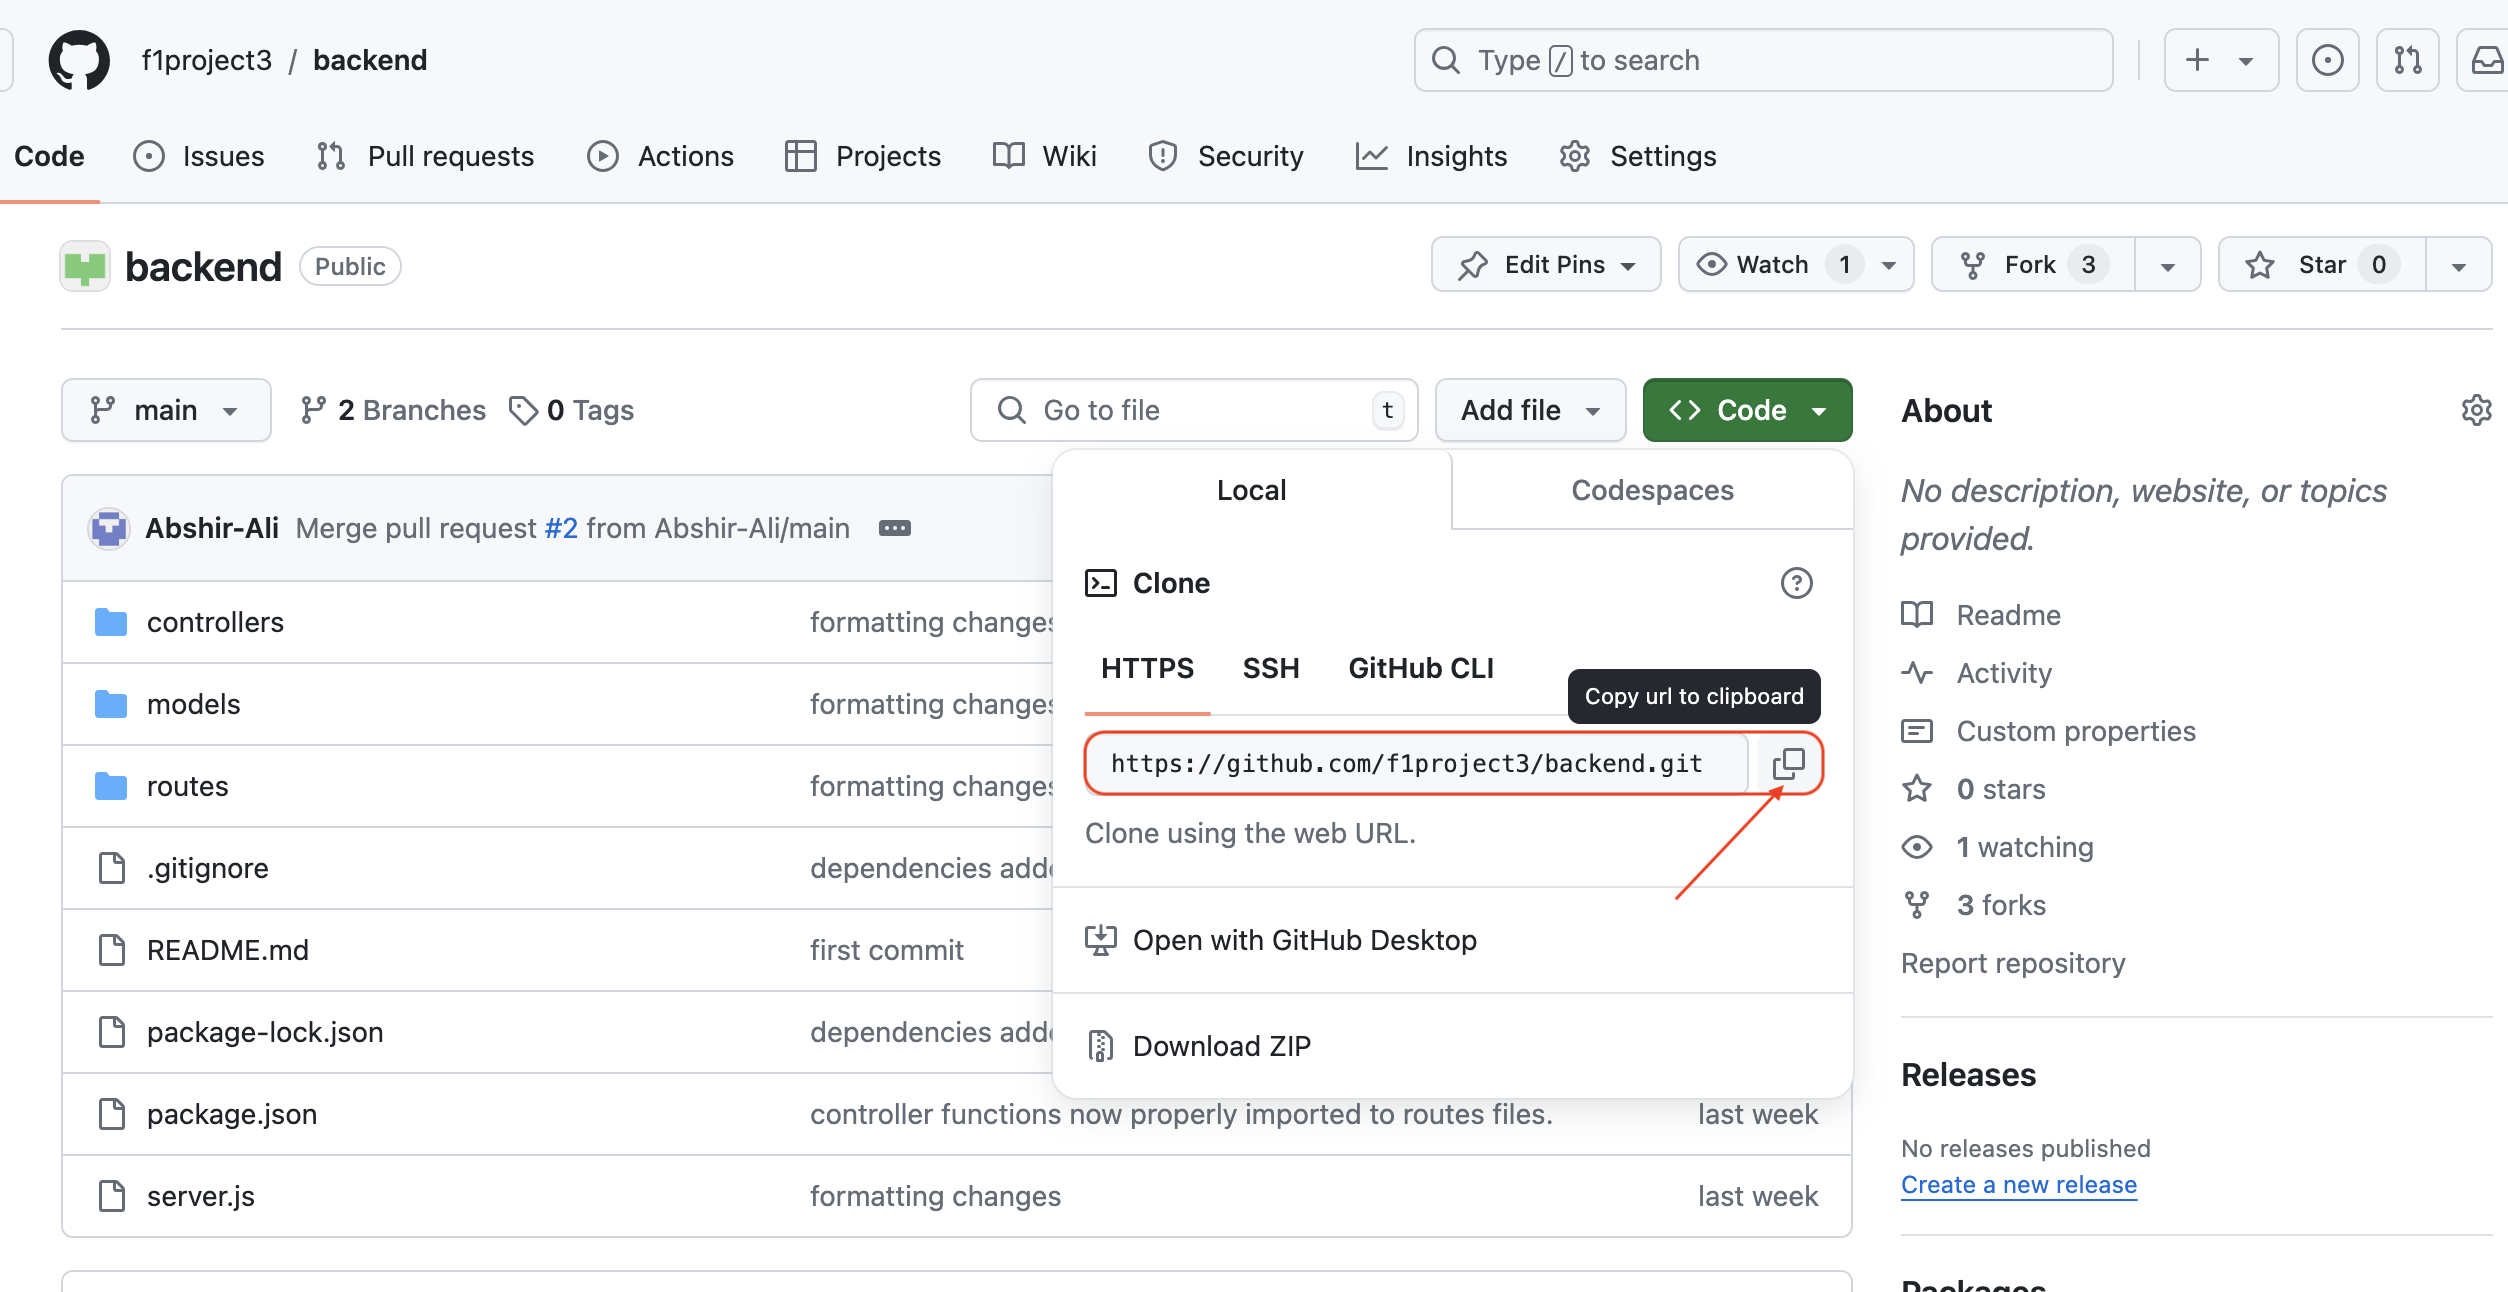 f1project3 / backend
Type / to search
Code Issues Pull requests Actions Projects Wiki Security Insights Settings
backend Public
Edit Pins Watch 1 Fork 3 Star 0
main 2 Branches 0 Tags
Go to file t Add file Code
About
No description, website, or topics
provided.
Readme
Activity
Custom properties
0 stars
1 watching
3 forks
Report repository
Releases
No releases published
Create a new release
Packages
Local Codespaces
Clone
HTTPS SSH GitHub CLI
Copy url to clipboard
https://github.com/f1project3/backend.git
Clone using the web URL.
Open with GitHub Desktop
Download ZIP
Abshir-Ali Merge pull request #2 from Abshir-Ali/main
controllers formatting changes
models formatting changes
routes formatting changes
.gitignore dependencies
README.md first commit
package-lock.json dependencies
package.json controller functions now properly imported to routes files. last week
server.js formatting changes last week